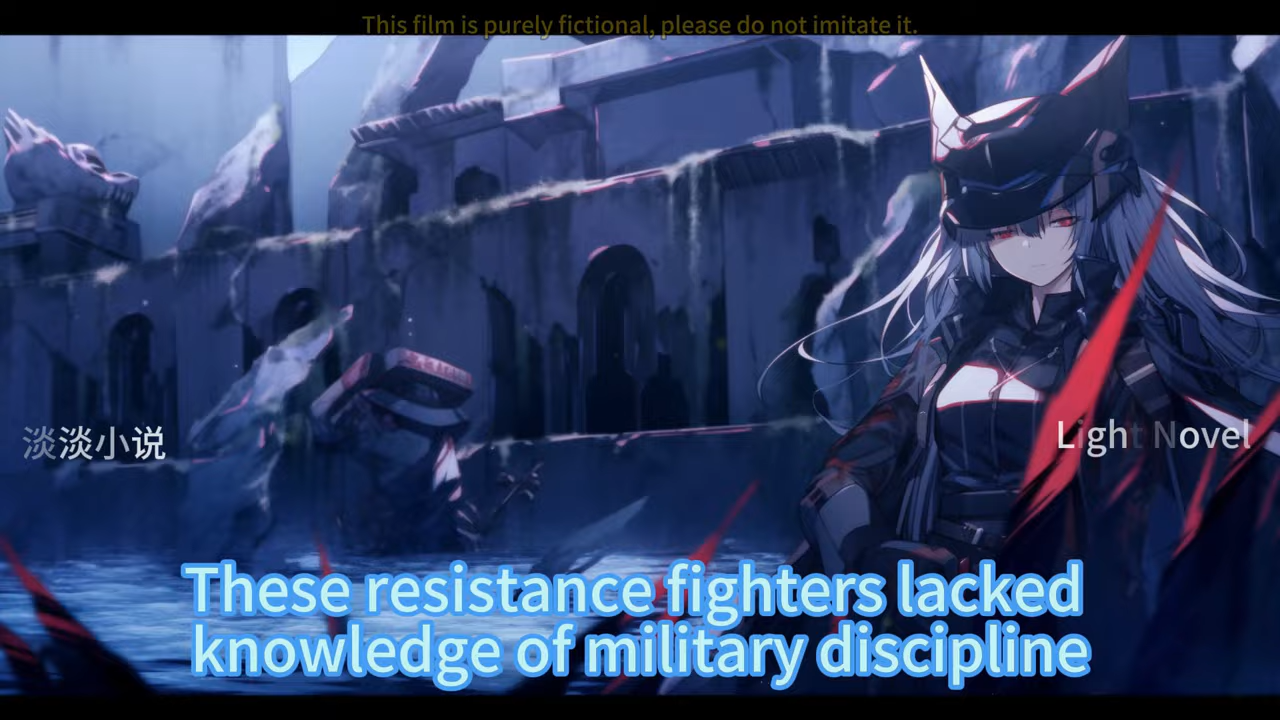 This film is purely fictional, please do not imitate it.
淡淡小说
Light Novel
These resistance fighters lacked
knowledge of military discipline